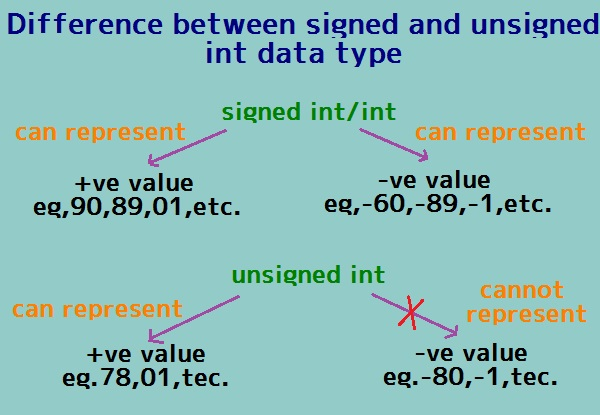 Difference between signed and unsigned
int data type
signed int/int
can represent
can represent
+ve value
eg,90,89,01,etc.
-ve value
eg,-60,-89,-1,etc.
unsigned int
can represent
cannot
represent
+ve value
eg.78,01,tec.
-ve value
eg.-80,-1,tec.